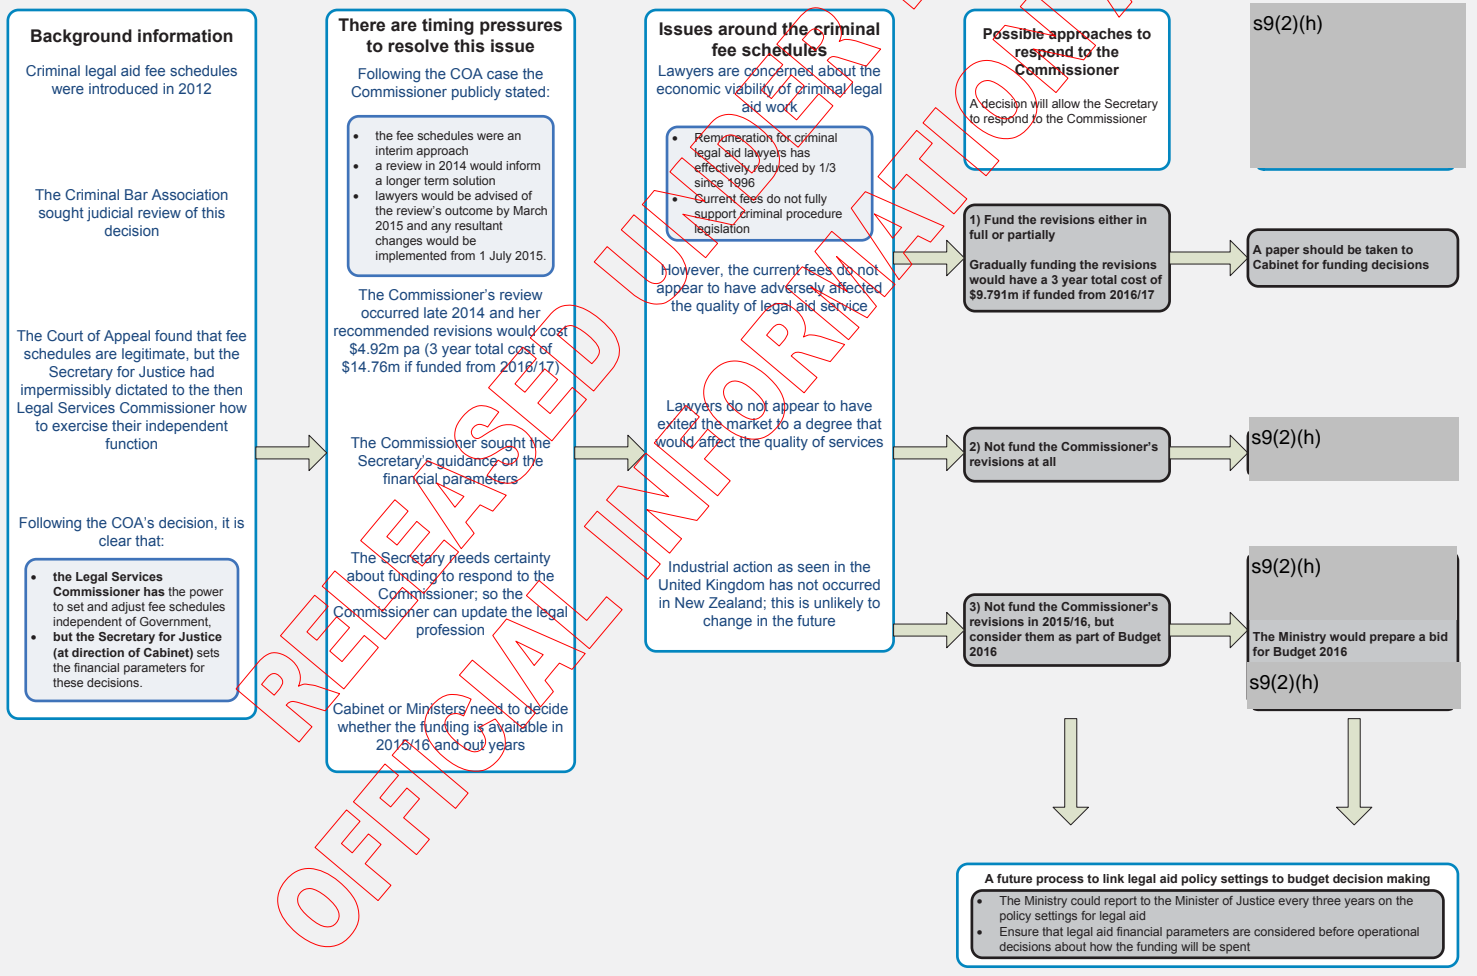 Background information
Criminal legal aid fee schedules
were introduced in 2012
The Criminal Bar Association
sought judicial review of this
decision
The Court of Appeal found that fee
schedules are legitimate, but the
Secretary for Justice had
impermissibly dictated to the then
Legal Services Commissioner how
to exercise their independent
function
Following the COA's decision, it is
clear that:
• the Legal Services
Commissioner has the power
to set and adjust fee schedules
independent of Government,
• but the Secretary for Justice
(at direction of Cabinet) sets
the financial parameters for
these decisions.
There are timing pressures
to resolve this issue
Following the COA case the
Commissioner publicly stated:
• the fee schedules were an
interim approach
• a review in 2014 would inform
a longer term solution
• lawyers would be advised of
the review's outcome by March
2015 and any resultant
changes would be
implemented from 1 July 2015.
The Commissioner's review
occurred late 2014 and her
recommended revisions would cost
$4.92m pa (3 year total cost of
$14.76m if funded from 2016/17)
The Commissioner sought the
Secretary's guidance on the
financial parameters
The Secretary needs certainty
about funding to respond to the
Commissioner; so the
Commissioner can update the legal
profession
Cabinet or Ministers need to decide
whether the funding is available in
2015/16 and out years
Issues around the criminal
fee schedules
Lawyers are concerned about the
economic viability of criminal legal
aid work
• Remuneration for criminal
legal aid lawyers has
effectively reduced by 1/3
since 1996
• Current fees do not fully
support criminal procedure
legislation
However, the current fees do not
appear to have adversely affected
the quality of legal aid service
Lawyers do not appear to have
exited the market to a degree that
would affect the quality of services
Industrial action as seen in the
United Kingdom has not occurred
in New Zealand; this is unlikely to
change in the future
Possible approaches to
respond to the
Commissioner
A decision will allow the Secretary
to respond to the Commissioner
1) Fund the revisions either in
full or partially
Gradually funding the revisions
would have a 3 year total cost of
$9.791m if funded from 2016/17
2) Not fund the Commissioner's
revisions at all
3) Not fund the Commissioner's
revisions in 2015/16, but
consider them as part of Budget
2016
s9(2)(h)
A paper should be taken to
Cabinet for funding decisions
s9(2)(h)
s9(2)(h)
The Ministry would prepare a bid
for Budget 2016
s9(2)(h)
A future process to link legal aid policy settings to budget decision making
• The Ministry could report to the Minister of Justice every three years on the
policy settings for legal aid
• Ensure that legal aid financial parameters are considered before operational
decisions about how the funding will be spent
RELEASED UNDER
OFFICIAL INFORMATION